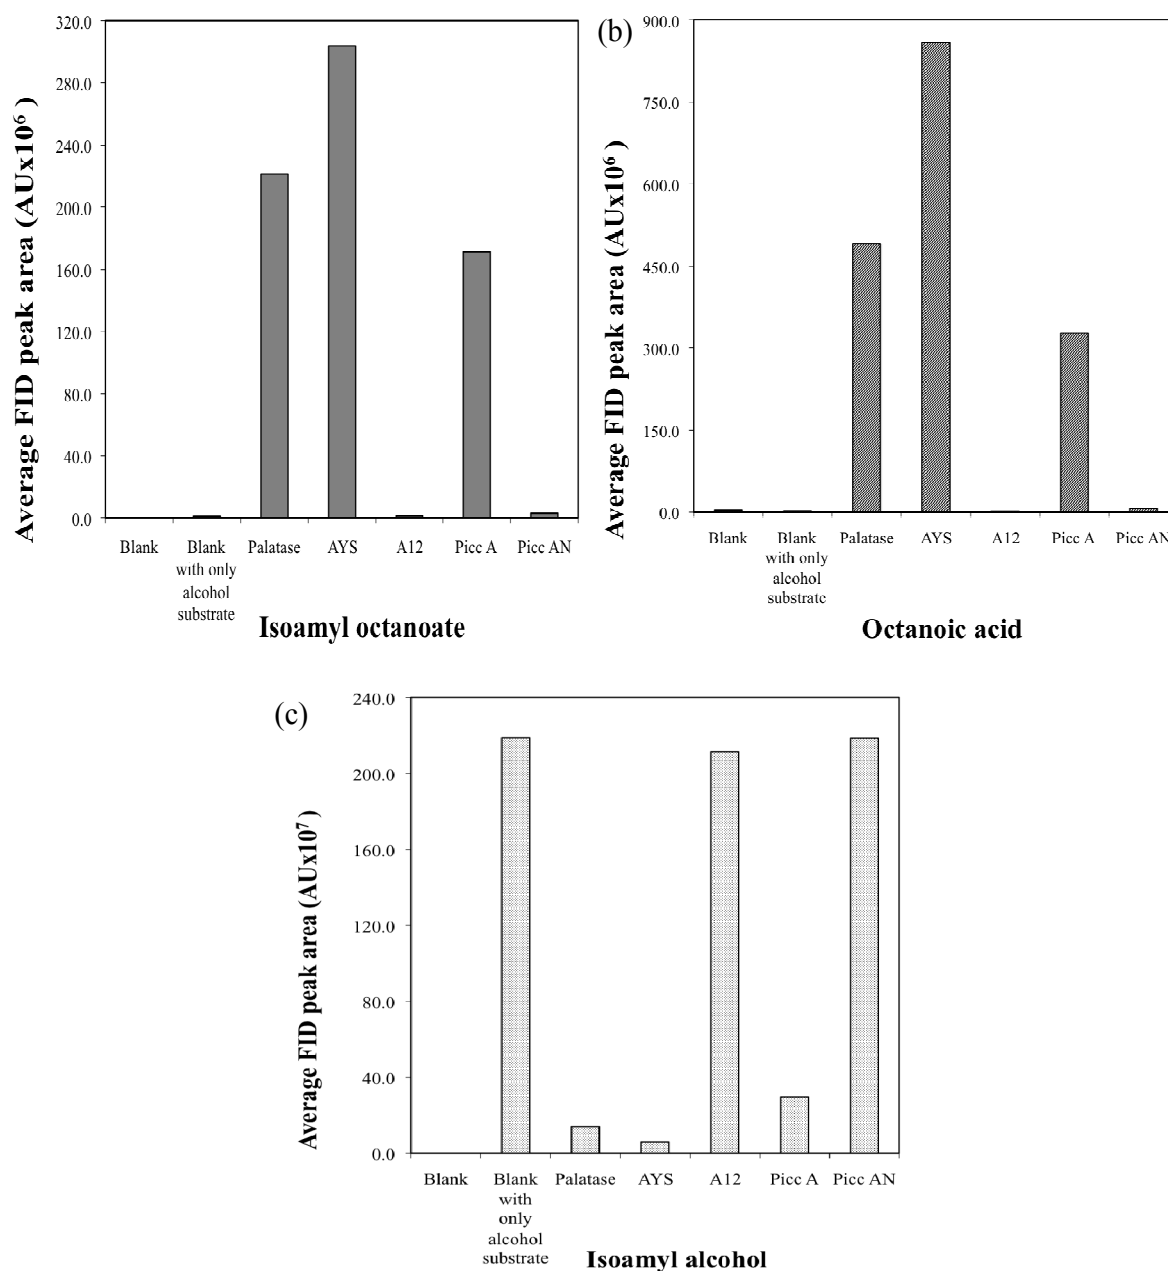 320.0
280.0
240.0
200.0
160.0
120.0
80.0
40.0
0.0
Average FID peak area (AUx10⁶ )
Blank
Blank
with only
alcohol
substrate
Palatase
AYS
A12
Picc A
Picc AN
Isoamyl octanoate
(b)
900.0
750.0
600.0
450.0
300.0
150.0
0.0
Average FID peak area (AUx10⁶ )
Blank
Blank
with only
alcohol
substrate
Palatase
AYS
A12
Picc A
Picc AN
Octanoic acid
(c)
240.0
200.0
160.0
120.0
80.0
40.0
0.0
Average FID peak area (AUx10⁷)
Blank
Blank
with
only
alcohol
substrate
Palatase
AYS
A12
Picc A
Picc AN
Isoamyl alcohol